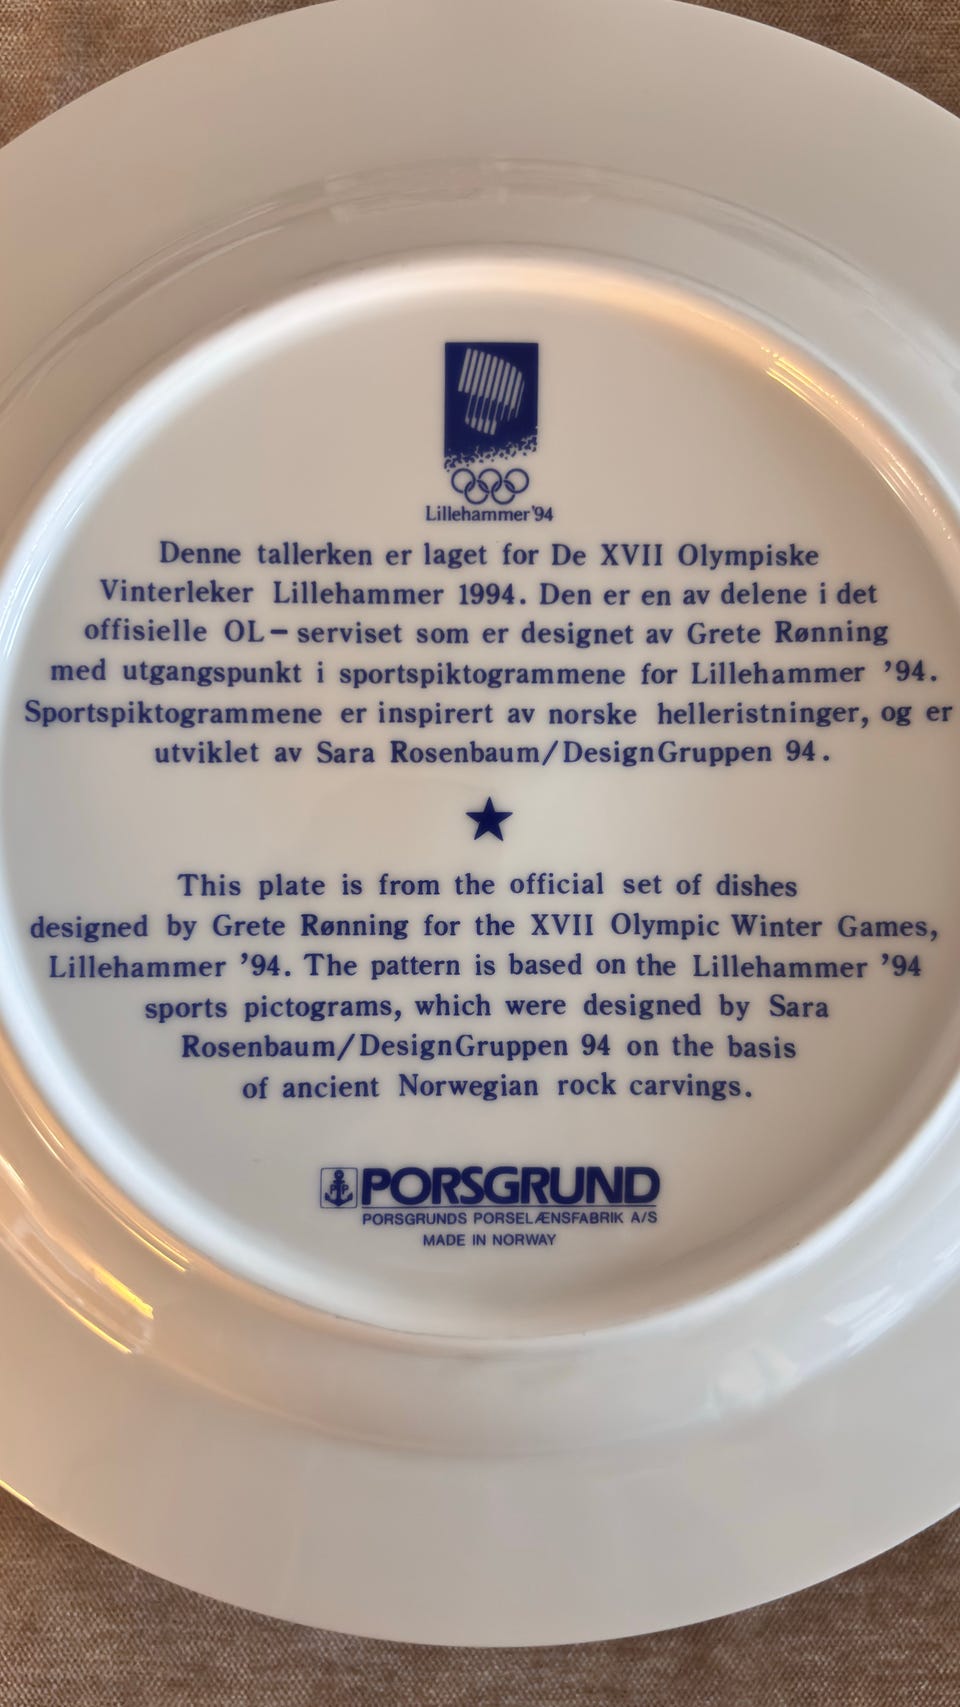 Lillehammer '94
Denne tallerken er laget for De XVII Olympiske
Vinterleker Lillehammer 1994. Den er en av delene i det
offisielle OL–serviset som er designet av Grete Rønning
med utgangspunkt i sportspiktogrammene for Lillehammer ’94.
Sportspiktogrammene er inspirert av norske helleristninger, og er
utviklet av Sara Rosenbaum/DesignGruppen 94.
★
This plate is from the official set of dishes
designed by Grete Rønning for the XVII Olympic Winter Games,
Lillehammer ’94. The pattern is based on the Lillehammer ’94
sports pictograms, which were designed by Sara
Rosenbaum/DesignGruppen 94 on the basis
of ancient Norwegian rock carvings.
PP PORSGRUND
PORSGRUNDS PORSELÆNSFABRIK A/S
MADE IN NORWAY